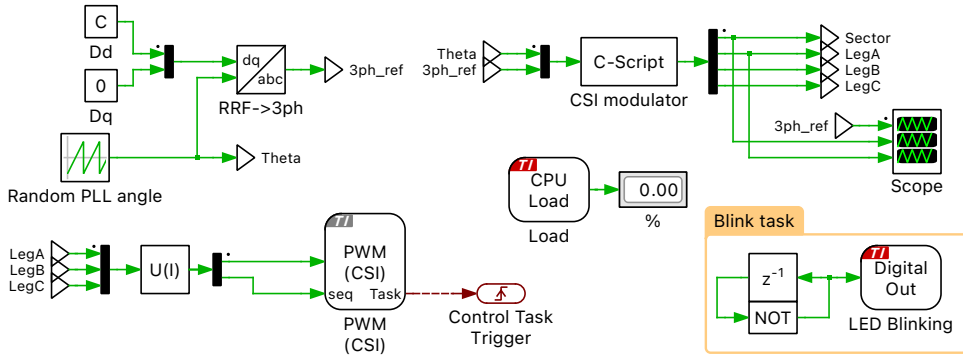 C
Dd
0
Dq
dq
abc
RRF->3ph
3ph_ref
Random PLL angle
Theta
Theta
3ph_ref
C-Script
CSI modulator
Sector
LegA
LegB
LegC
3ph_ref
Scope
TI
CPU
Load
Load
0.00
%
LegA
LegB
LegC
U(I)
TI
PWM
(CSI)
seq
Task
PWM
(CSI)
Control Task
Trigger
Blink task
z-1
NOT
TI
Digital
Out
LED Blinking